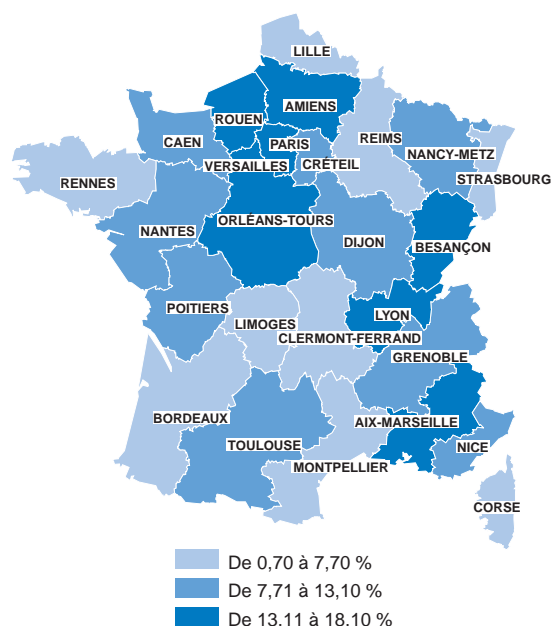 LILLE
AMIENS
ROUEN
REIMS
PARIS
CAEN
NANCY-METZ
VERSAILLES
CRÉTEIL
STRASBOURG
RENNES
ORLÉANS-TOURS
NANTES
DIJON
BESANÇON
POITIERS
LYON
LIMOGES
CLERMONT-FERRAND
GRENOBLE
BORDEAUX
AIX-MARSEILLE
TOULOUSE
NICE
MONTPELLIER
CORSE
De 0,70 à 7,70 %
De 7,71 à 13,10 %
De 13,11 à 18,10 %